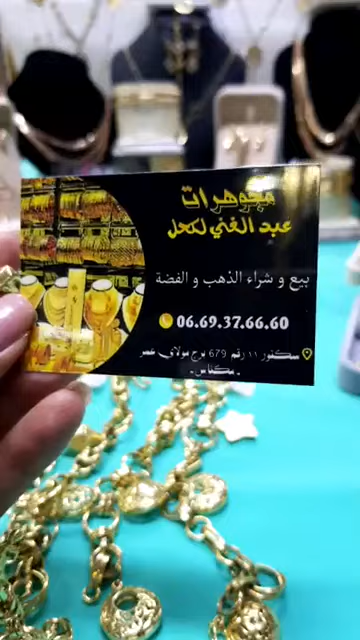 مجوهرات
عبد الغني لكحل
بيع و شراء الذهب و الفضة
06.69.37.66.60
سكتور ١١ رقم 679 برج مولاي عمر
- مكناس -